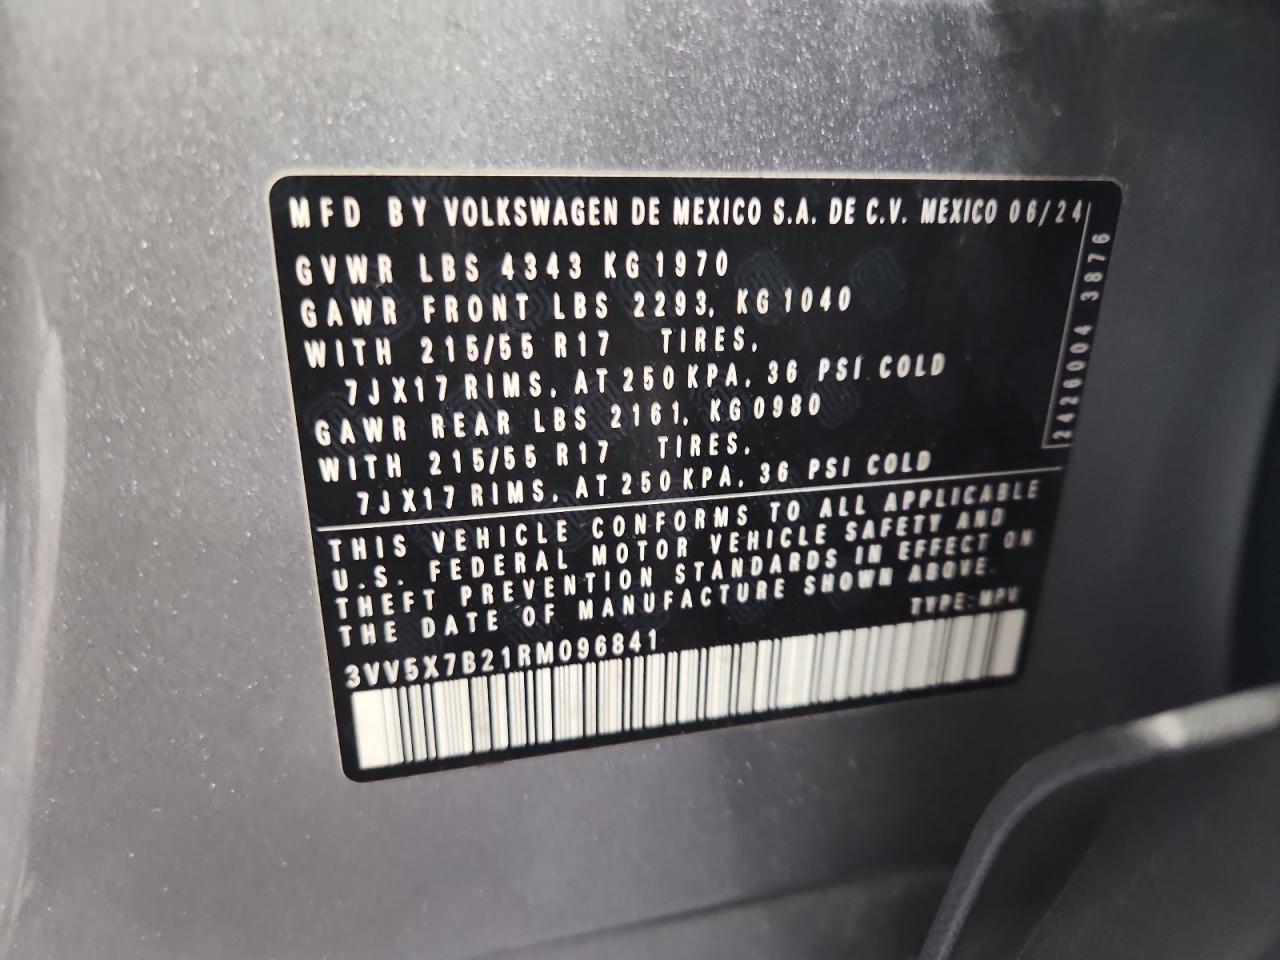 MFD BY VOLKSWAGEN DE MEXICO S.A. DE C.V. MEXICO 06/24
GVWR LBS 4343 KG 1970
GAWR FRONT LBS 2293, KG 1040
WITH 215/55 R17 TIRES,
7JX17 RIMS, AT 250 KPA, 36 PSI COLD
GAWR REAR LBS 2161, KG0980
WITH 215/55 R17 TIRES,
7JX17 RIMS, AT 250 KPA, 36 PSI COLD
2426004 3876
THIS VEHICLE CONFORMS TO ALL APPLICABLE
U.S. FEDERAL MOTOR VEHICLE SAFETY AND
THEFT PREVENTION STANDARDS IN EFFECT ON
THE DATE OF MANUFACTURE SHOWN ABOVE.
TYPE: MPV
3VV5X7B21RM096841